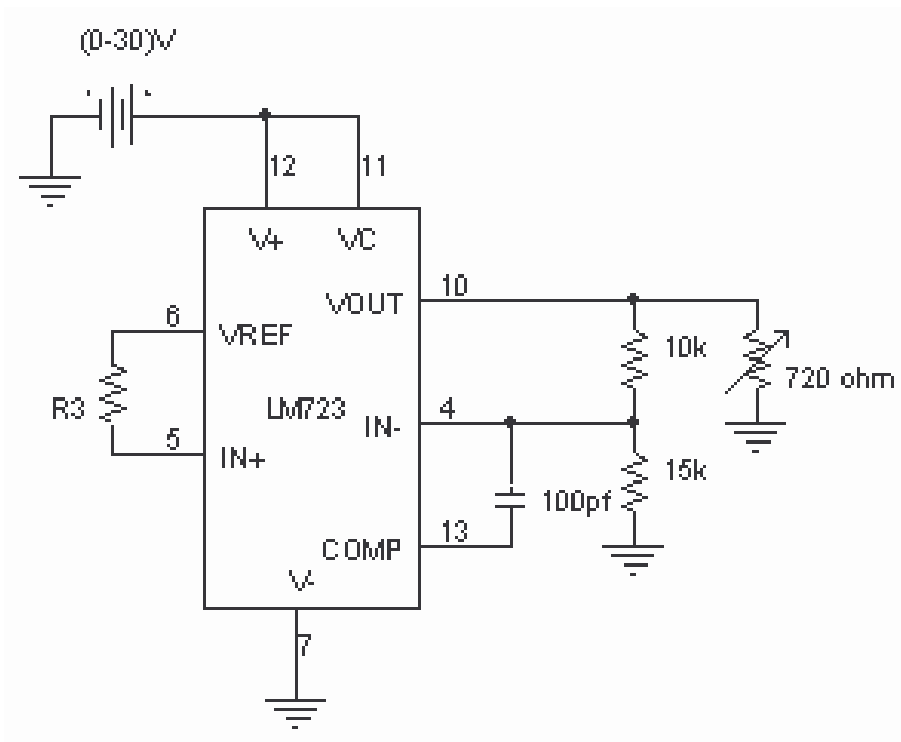 (0-30)V
12
11
V+
VC
10
VOUT
6
VREF
10k
720 ohm
R3
LM723
4
IN-
5
IN+
15k
100pf
13
COMP
V-
7